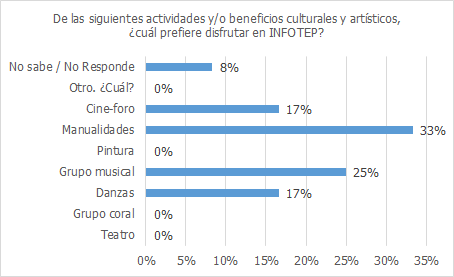 De las siguientes actividades y/o beneficios culturales y artísticos,
¿cuál prefiere disfrutar en INFOTEP?
No sabe / No Responde 8%
Otro. ¿Cuál? 0%
Cine-foro 17%
Manualidades 33%
Pintura 0%
Grupo musical 25%
Danzas 17%
Grupo coral 0%
Teatro 0%
0% 5% 10% 15% 20% 25% 30% 35%